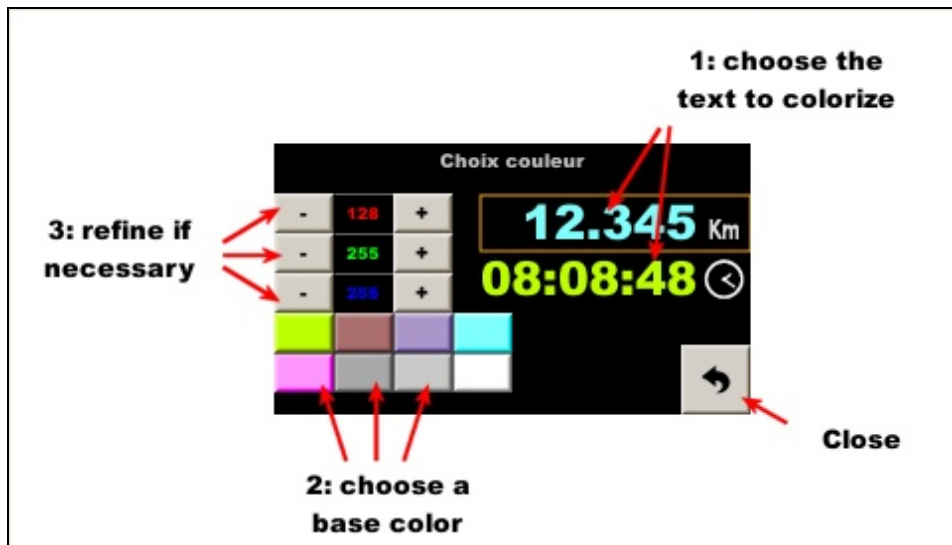 1: choose the
text to colorize
Choix couleur
- 128 +
12.345 Km
3: refine if
necessary
- 255 +
08:08:48
- 255 +
Close
2: choose a
base color